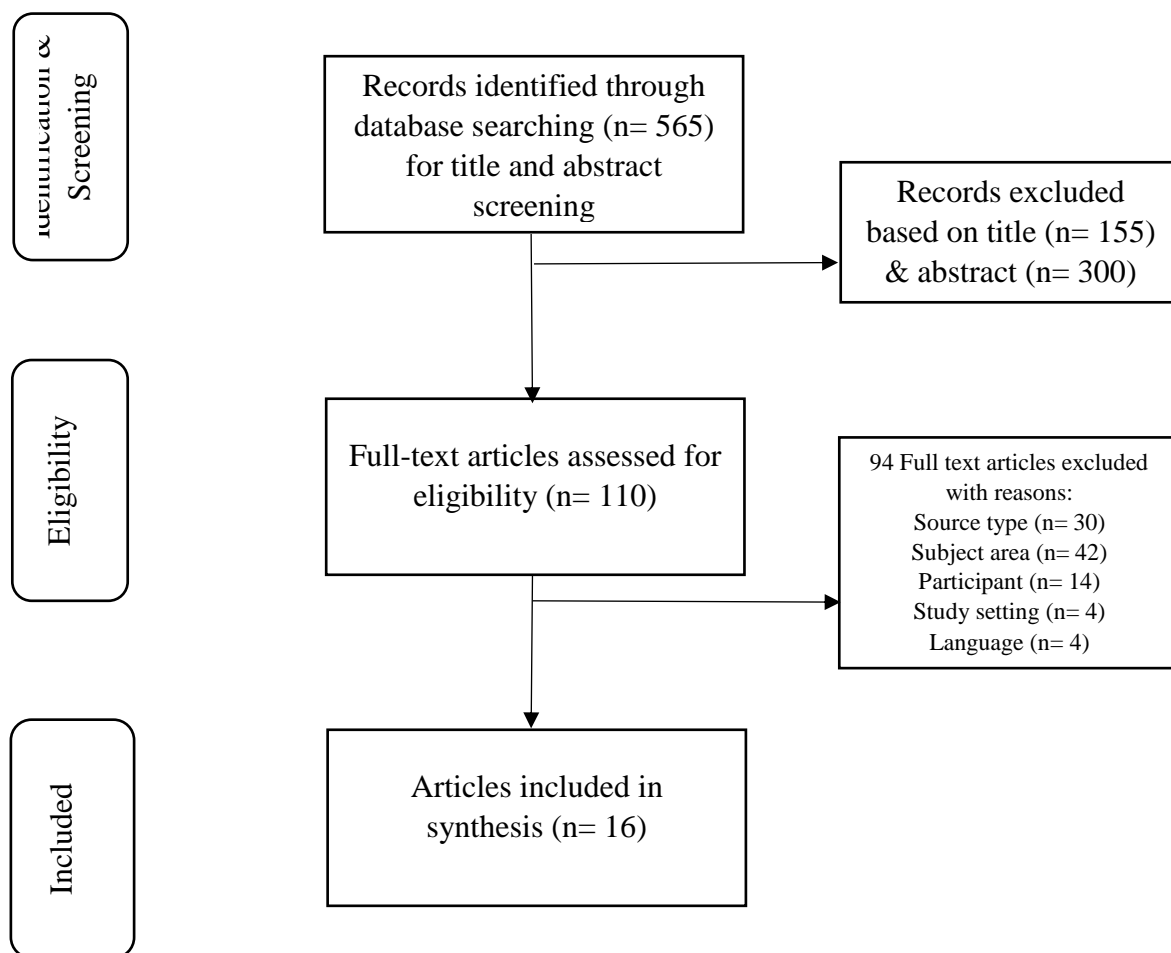 Identification &
Screening
Records identified through
database searching (n= 565)
for title and abstract
screening
Records excluded
based on title (n= 155)
& abstract (n= 300)
Eligibility
Full-text articles assessed for
eligibility (n= 110)
94 Full text articles excluded
with reasons:
Source type (n= 30)
Subject area (n= 42)
Participant (n= 14)
Study setting (n= 4)
Language (n= 4)
Included
Articles included in
synthesis (n= 16)